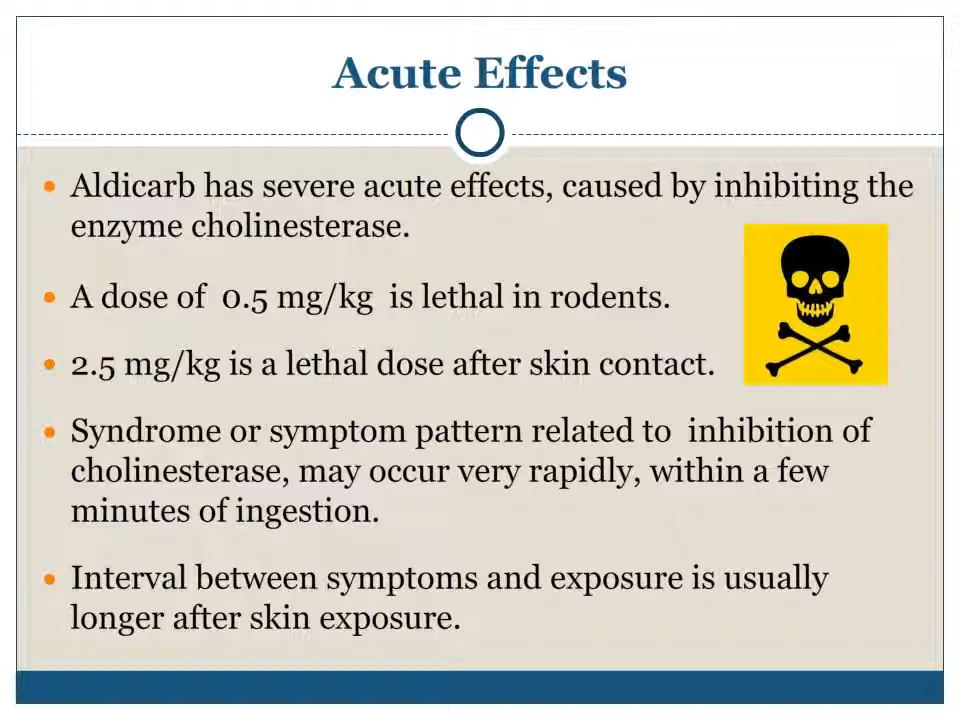 Acute Effects
Aldicarb has severe acute effects, caused by inhibiting the
enzyme cholinesterase.
A dose of  0.5 mg/kg  is lethal in rodents.
2.5 mg/kg is a lethal dose after skin contact.
Syndrome or symptom pattern related to  inhibition of
cholinesterase, may occur very rapidly, within a few
minutes of ingestion.
Interval between symptoms and exposure is usually
longer after skin exposure.